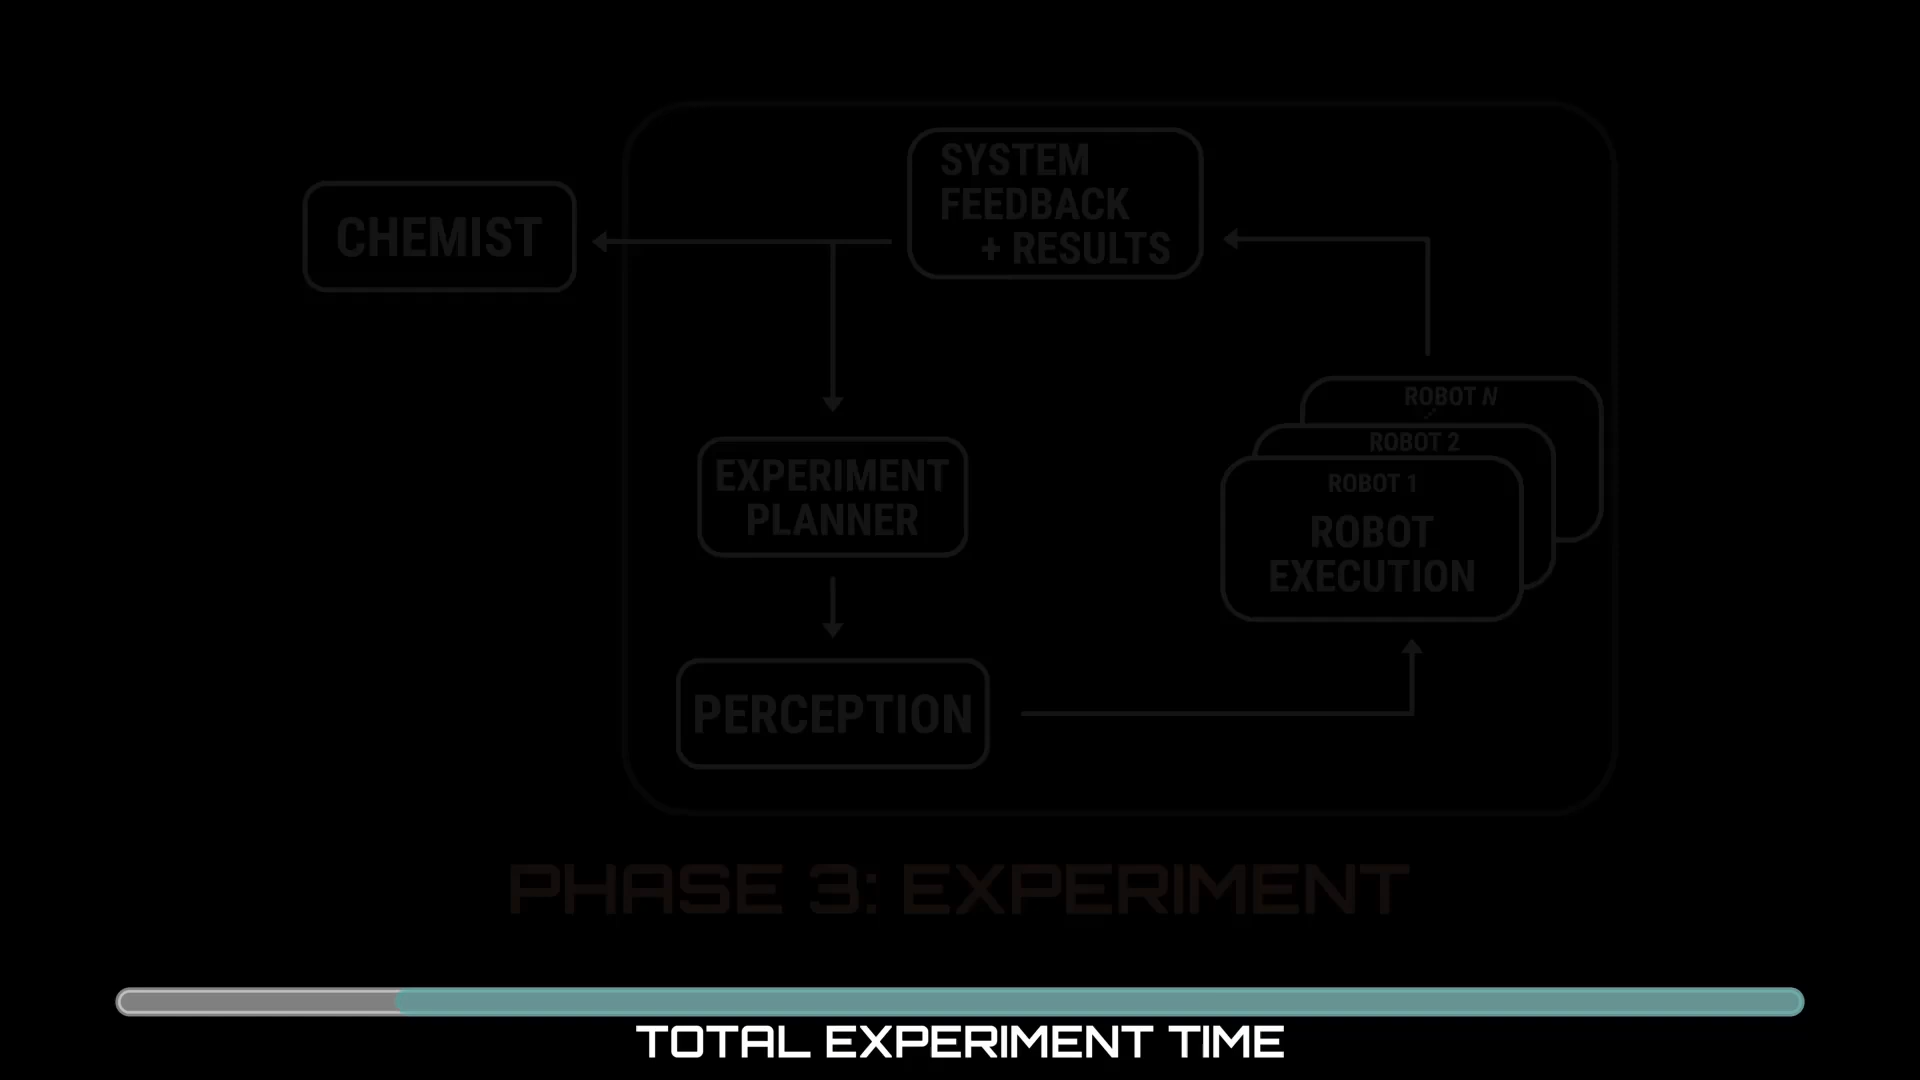 SYSTEM
FEEDBACK
+ RESULTS
CHEMIST
ROBOT N
ROBOT 2
ROBOT 1
ROBOT
EXECUTION
EXPERIMENT
PLANNER
PERCEPTION
PHASE 3: EXPERIMENT
TOTAL EXPERIMENT TIME